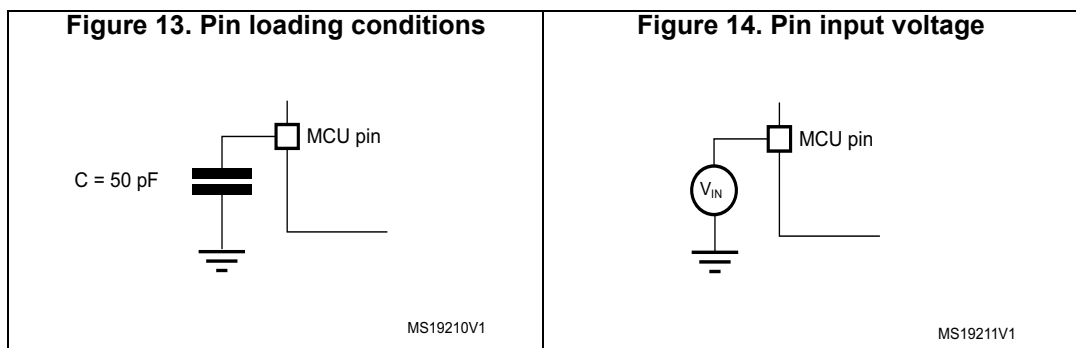 Figure 13. Pin loading conditions
MCU pin
C = 50 pF
MS19210V1
Figure 14. Pin input voltage
MCU pin
VIN
MS19211V1